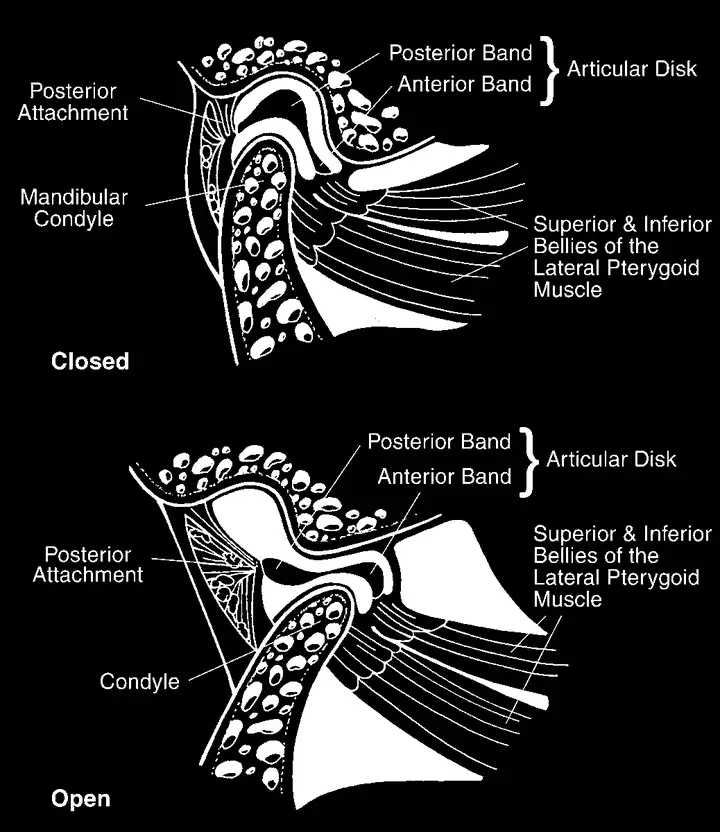 Posterior Band
Anterior Band
Articular Disk
Posterior
Attachment
Mandibular
Condyle
Superior & Inferior
Bellies of the
Lateral Pterygoid
Muscle
Closed
Posterior Band
Anterior Band
Articular Disk
Superior & Inferior
Bellies of the
Lateral Pterygoid
Muscle
Posterior
Attachment
Condyle
Open